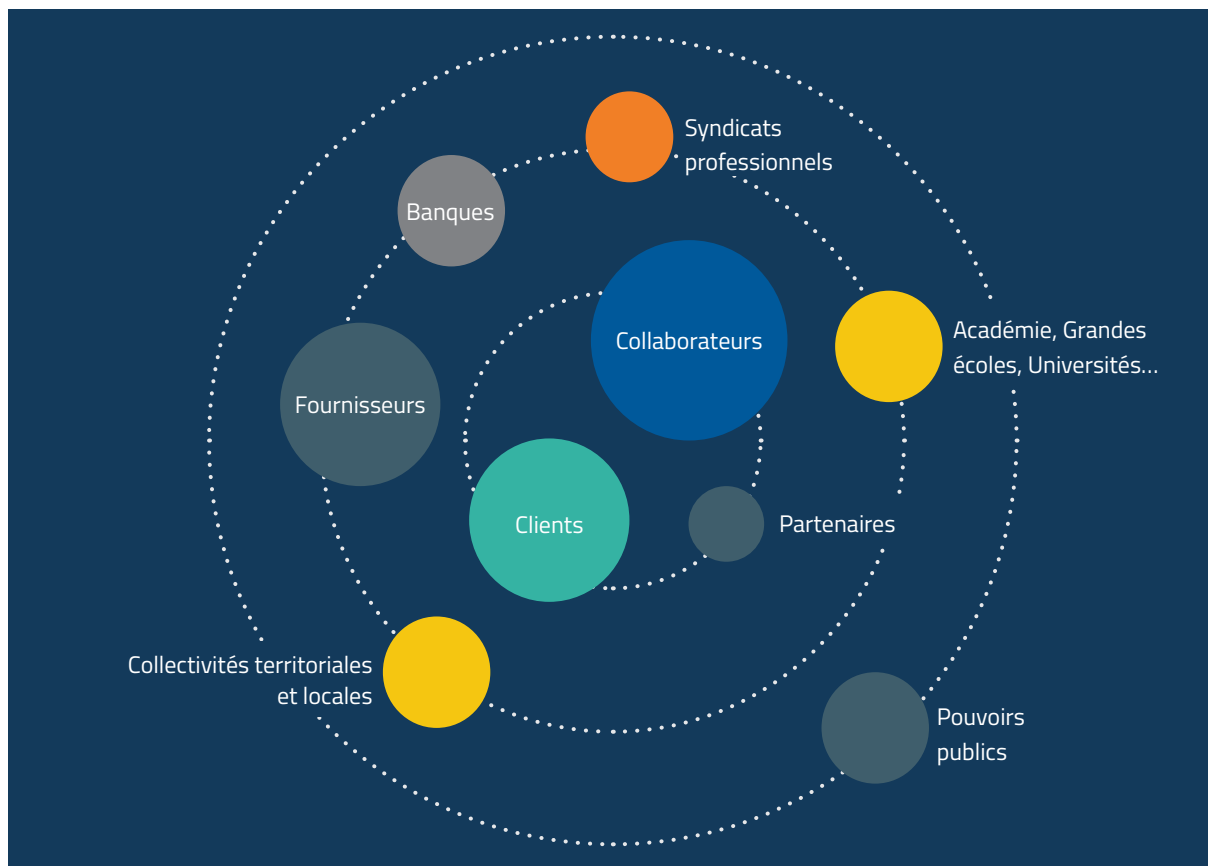 Syndicats
professionnels
Banques
Collaborateurs
Académie, Grandes
écoles, Universités...
Fournisseurs
Clients
Partenaires
Collectivités territoriales
et locales
Pouvoirs
publics